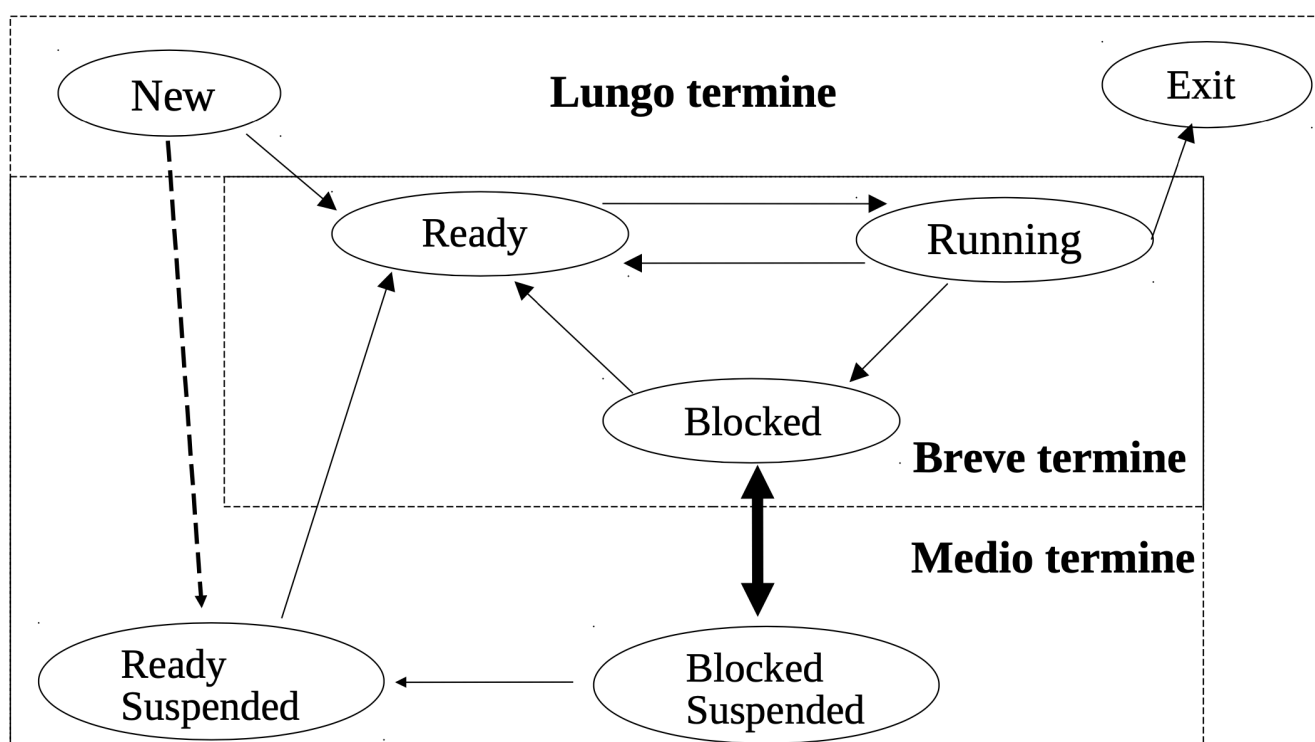 New
Lungo termine
Exit
Ready
Running
Blocked
Breve termine
Medio termine
Ready
Suspended
Blocked
Suspended